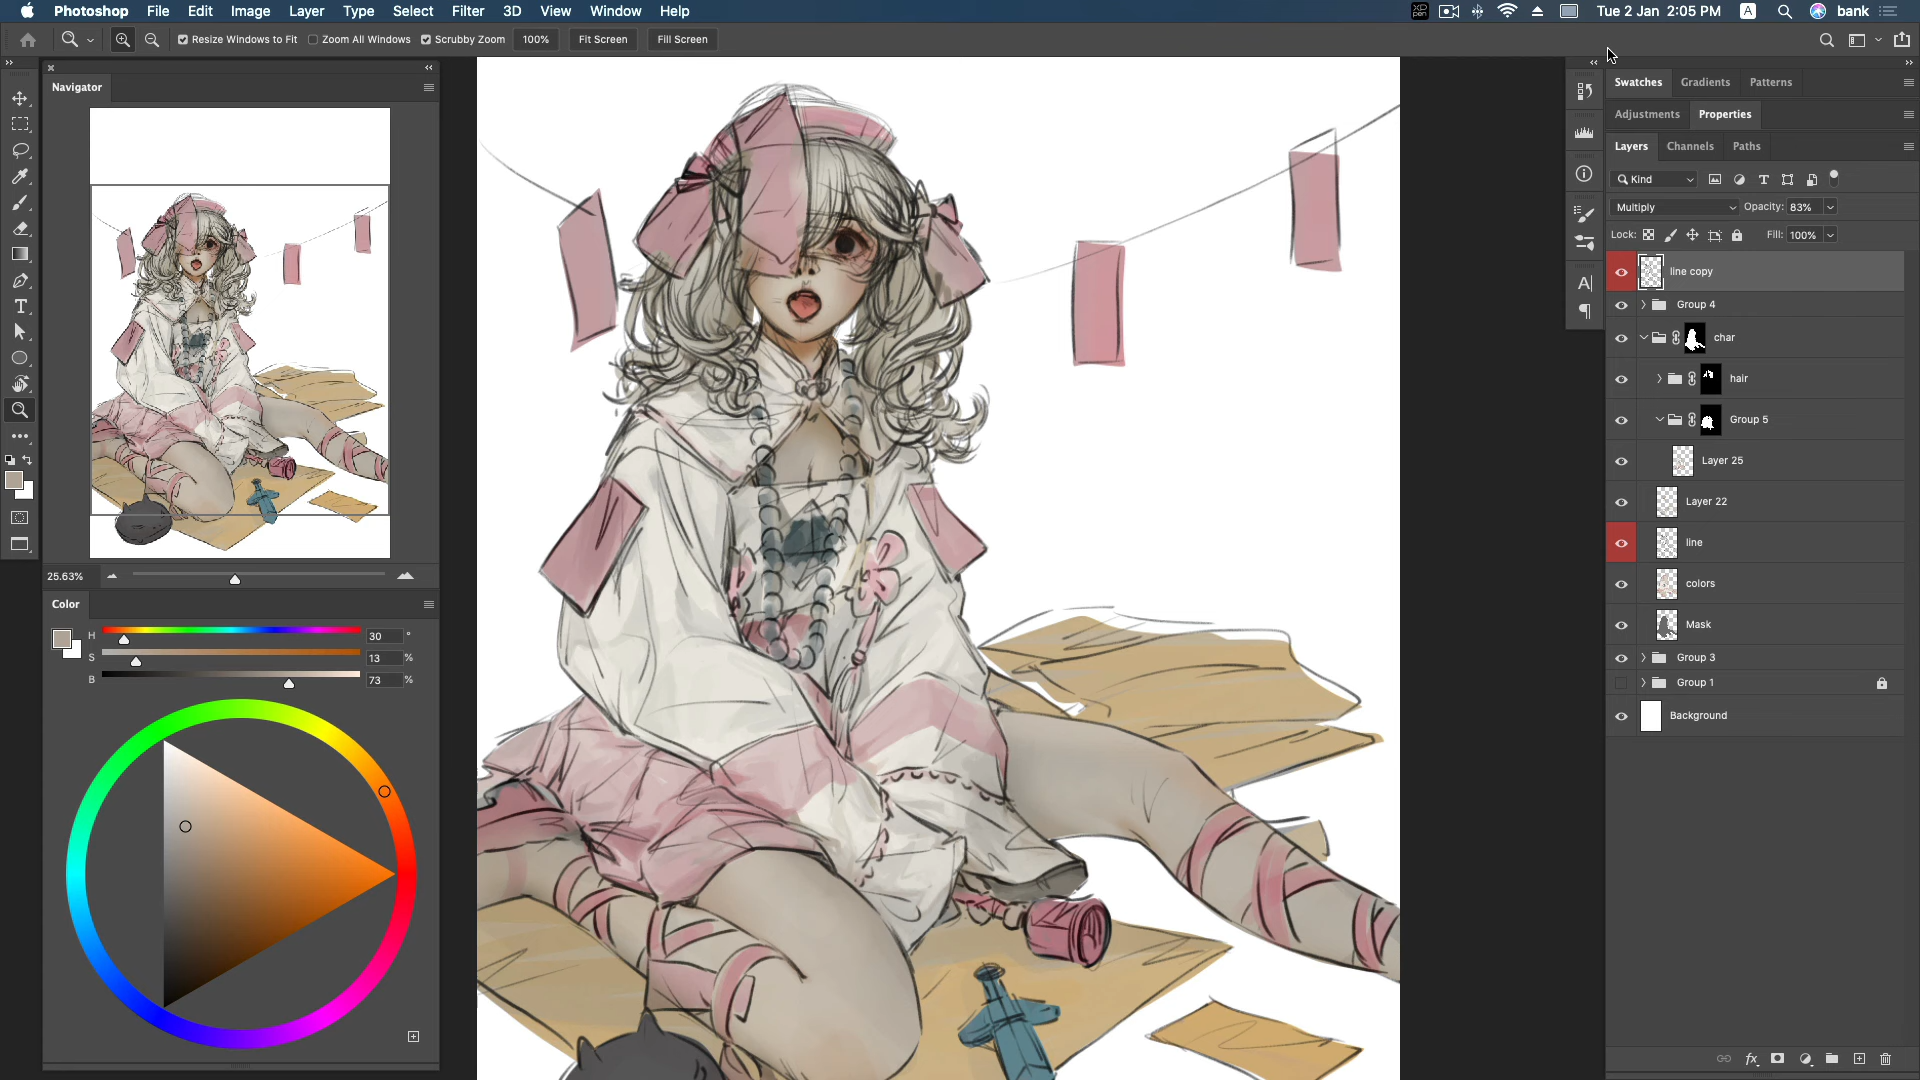 Photoshop File Edit Image Layer Type Select Filter 3D View Window Help
Tue 2 Jan 2:05 PM A bank
Resize Windows to Fit Zoom All Windows Scrubby Zoom 100% Fit Screen Fill Screen
Navigator
25.63%
Color
H 30 °
S 13 %
B 73 %
Swatches Gradients Patterns
Adjustments Properties
Layers Channels Paths
Kind
Multiply Opacity: 83%
Lock: Fill: 100%
line copy
Group 4
char
hair
Group 5
Layer 25
Layer 22
line
colors
Mask
Group 3
Group 1
Background